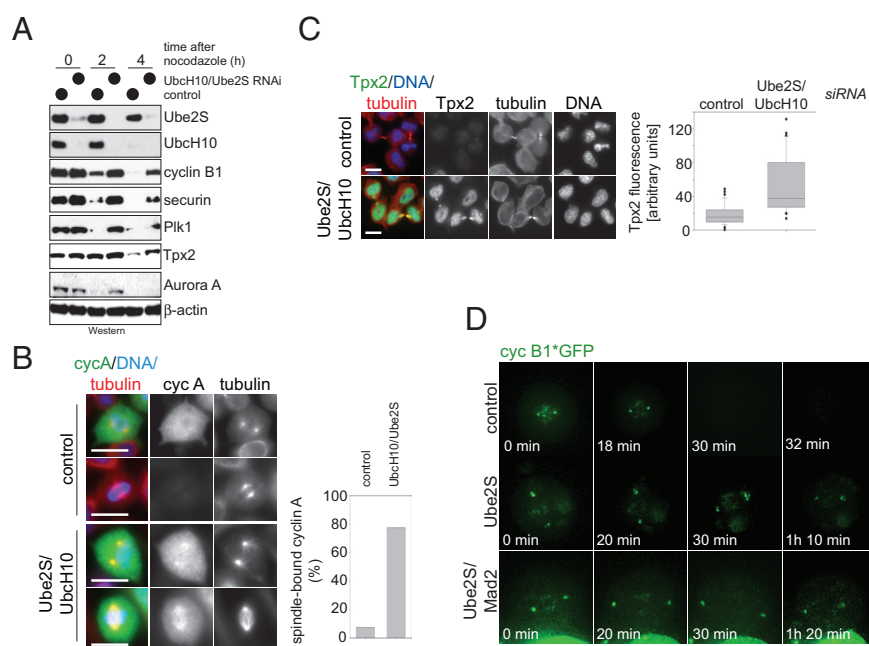 A
time after
nocodazole (h)
0 2 4
UbcH10/Ube2S RNAi
control
Ube2S
UbcH10
cyclin B1
securin
Plk1
Tpx2
Aurora A
β-actin
Western
B
cycA/DNA/
tubulin
cyc A
tubulin
control
Ube2S/
UbcH10
control
UbcH10/Ube2S
spindle-bound cyclin A
(%)
100
80
60
40
20
0
C
Tpx2/DNA/
tubulin
Tpx2
tubulin
DNA
control
Ube2S/
UbcH10
control
Ube2S/
UbcH10
siRNA
Tpx2 fluorescence
[arbitrary units]
120
80
40
0
D
cyc B1*GFP
control
0 min
18 min
30 min
32 min
Ube2S
0 min
20 min
30 min
1h 10 min
Ube2S/
Mad2
0 min
20 min
30 min
1h 20 min